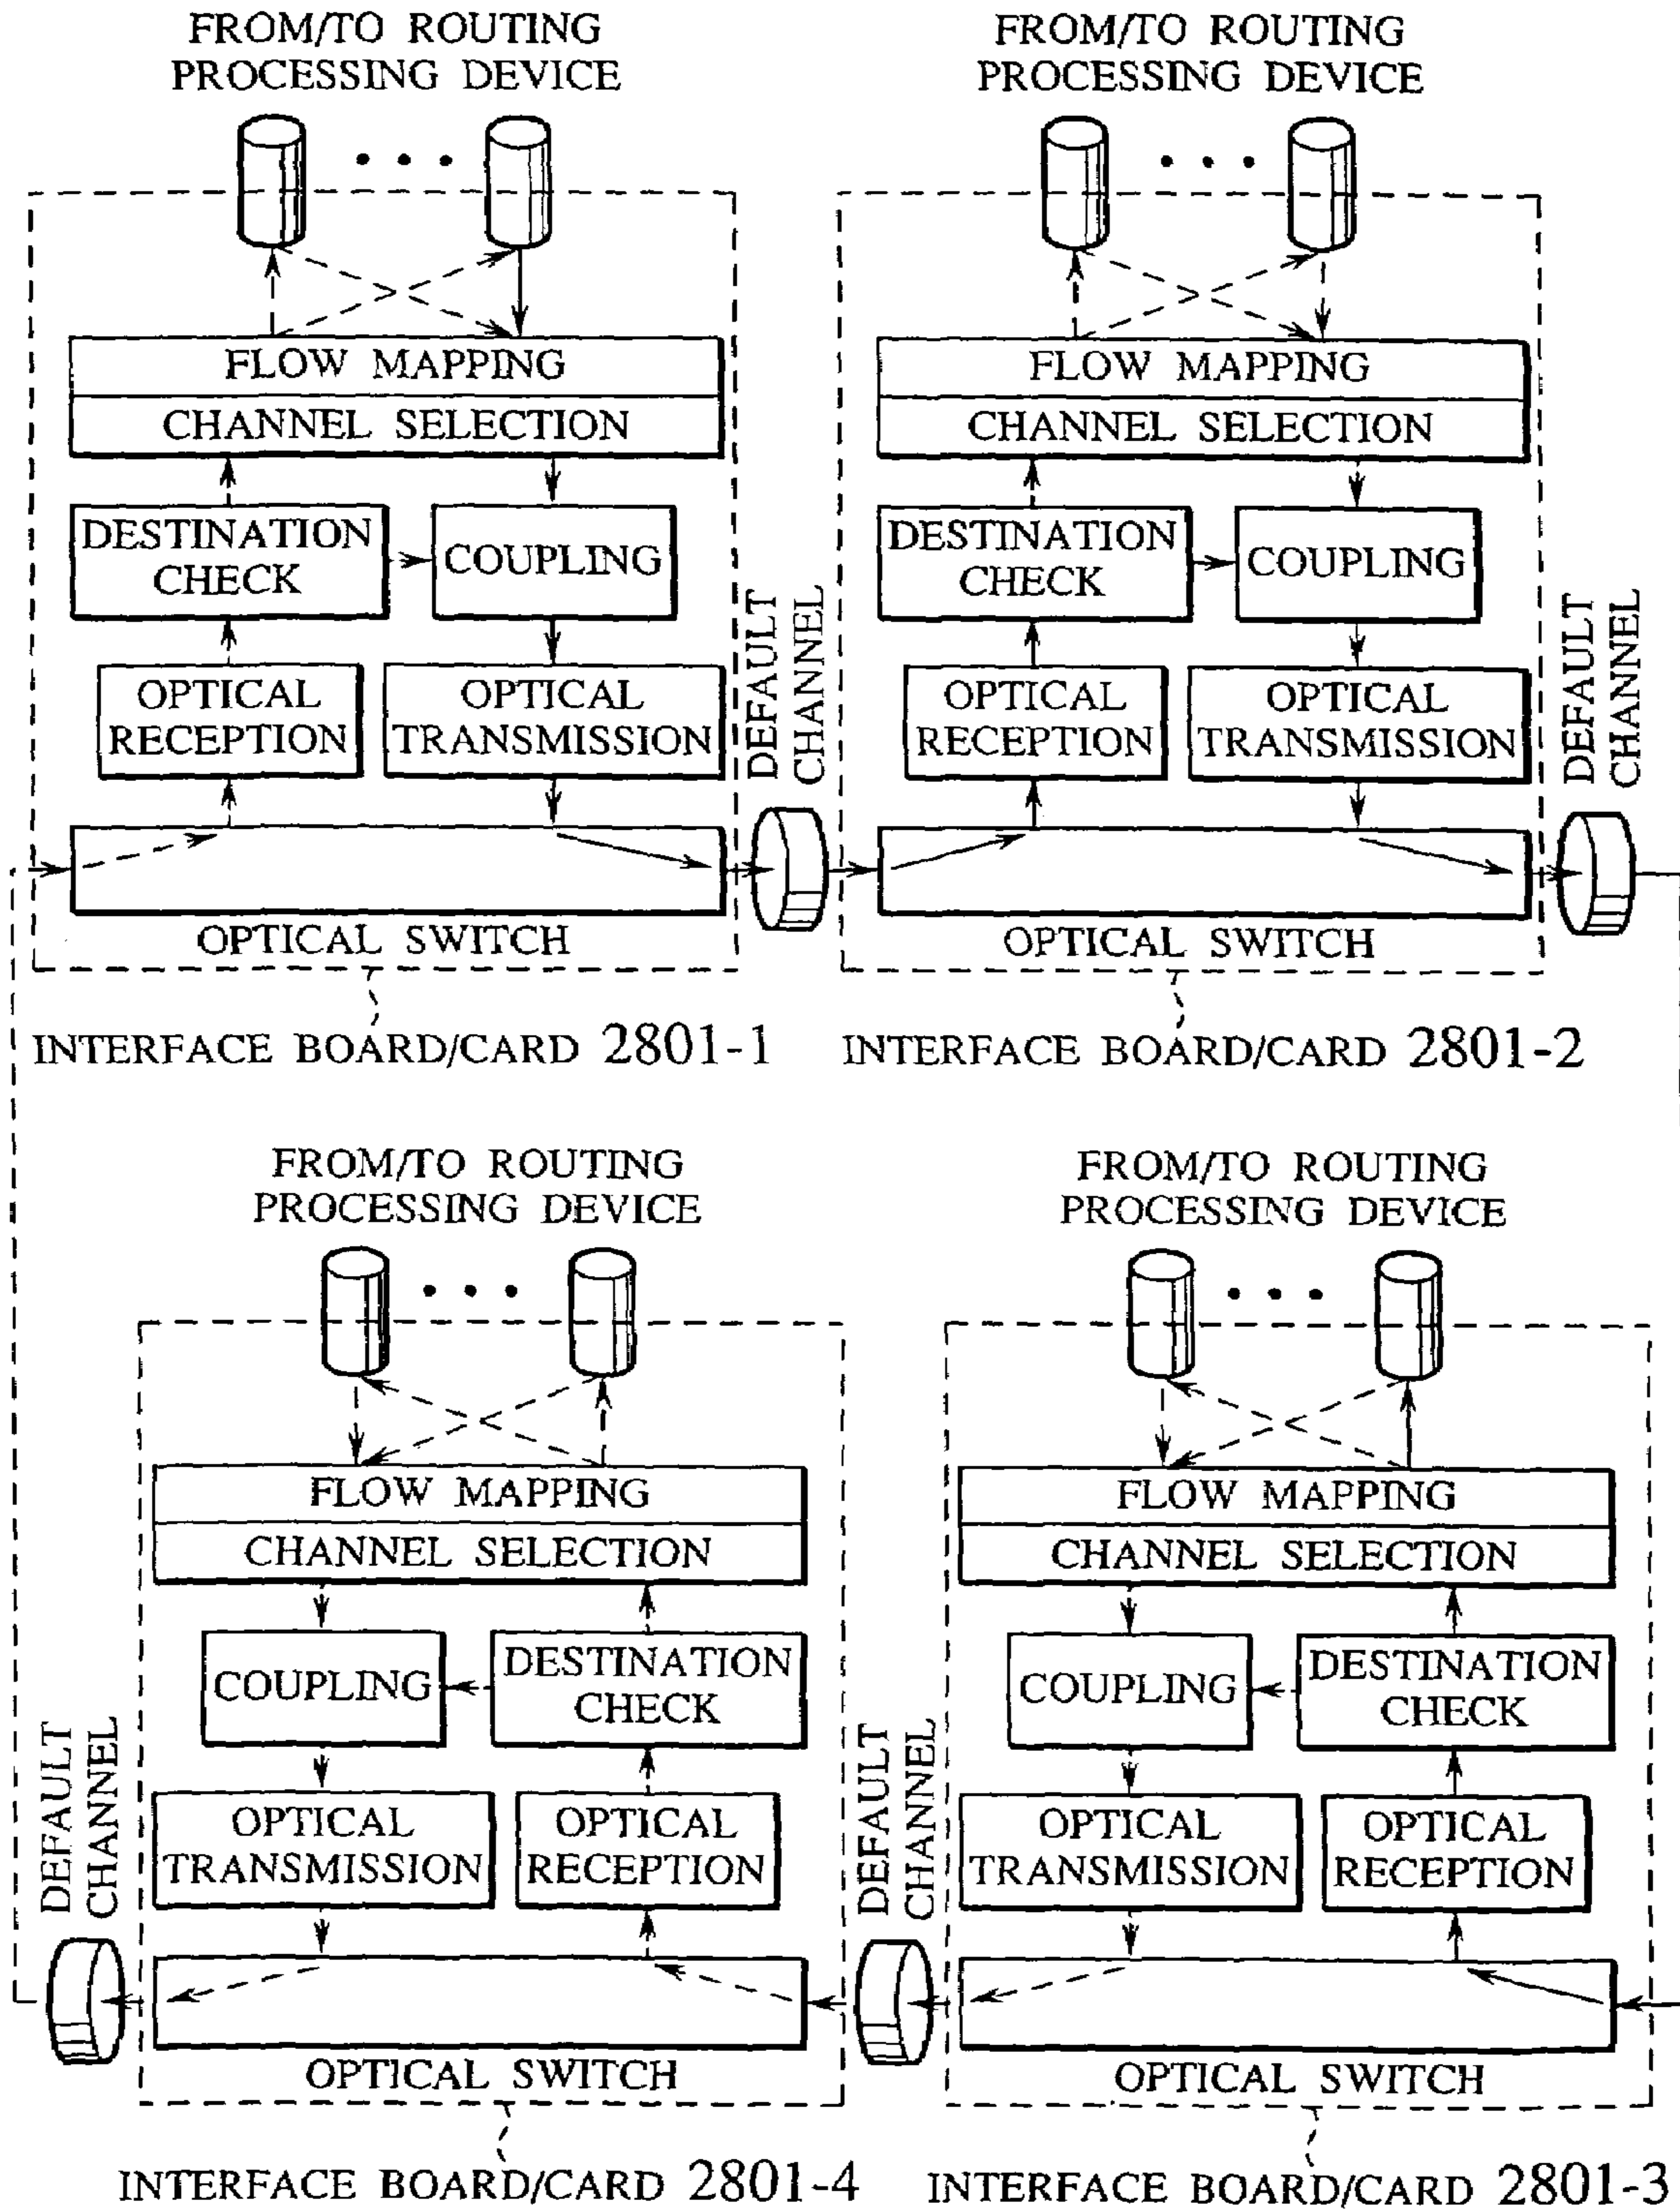 FROM/TO ROUTING
PROCESSING DEVICE
FLOW MAPPING
CHANNEL SELECTION
DESTINATION
CHECK
COUPLING
OPTICAL
RECEPTION
OPTICAL
TRANSMISSION
OPTICAL SWITCH
DEFAULT
CHANNEL
INTERFACE BOARD/CARD 2801-1
FROM/TO ROUTING
PROCESSING DEVICE
FLOW MAPPING
CHANNEL SELECTION
DESTINATION
CHECK
COUPLING
OPTICAL
RECEPTION
OPTICAL
TRANSMISSION
OPTICAL SWITCH
DEFAULT
CHANNEL
INTERFACE BOARD/CARD 2801-2
FROM/TO ROUTING
PROCESSING DEVICE
FLOW MAPPING
CHANNEL SELECTION
COUPLING
DESTINATION
CHECK
DEFAULT
CHANNEL
OPTICAL
TRANSMISSION
OPTICAL
RECEPTION
OPTICAL SWITCH
INTERFACE BOARD/CARD 2801-4
FROM/TO ROUTING
PROCESSING DEVICE
FLOW MAPPING
CHANNEL SELECTION
COUPLING
DESTINATION
CHECK
DEFAULT
CHANNEL
OPTICAL
TRANSMISSION
OPTICAL
RECEPTION
OPTICAL SWITCH
INTERFACE BOARD/CARD 2801-3